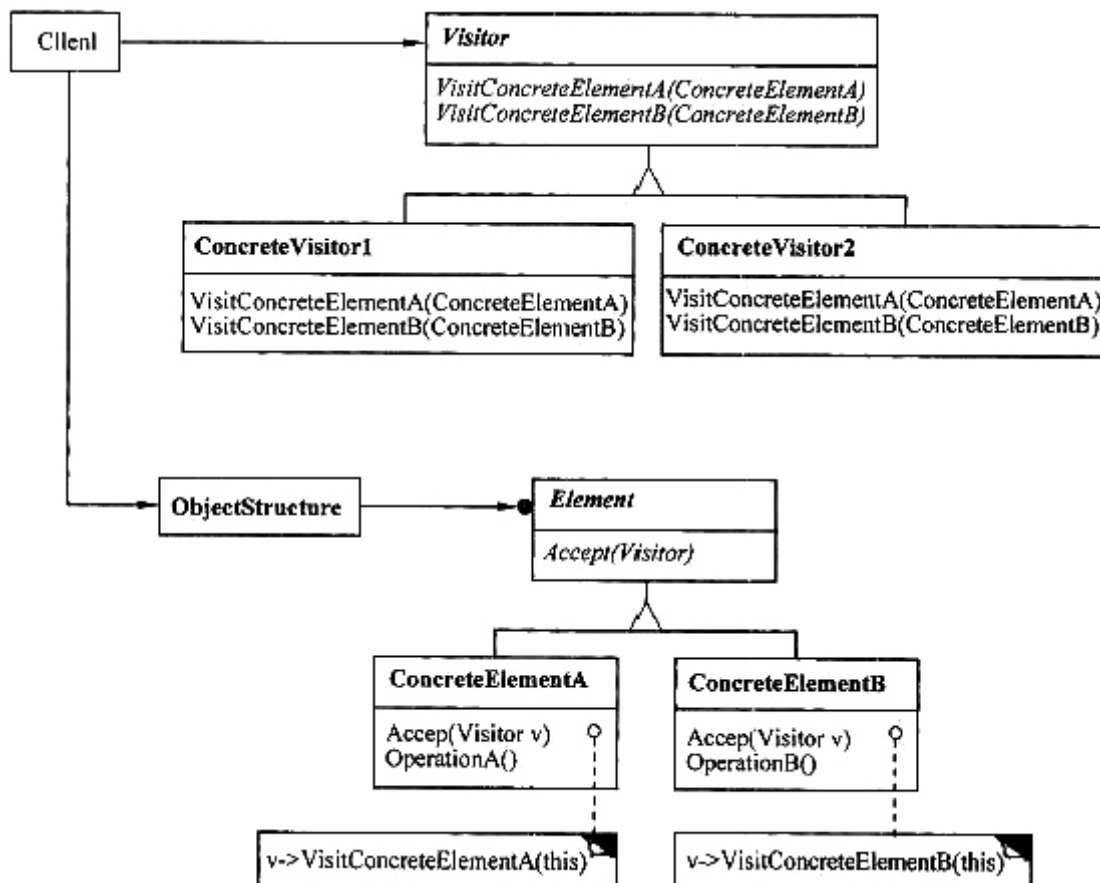 CIlenI
Visitor
VisitConcreteElementA(ConcreteElementA)
VisitConcreteElementB(ConcreteElementB)
ConcreteVisitor1
VisitConcreteElementA(ConcreteElementA)
VisitConcreteElementB(ConcreteElementB)
ConcreteVisitor2
VisitConcreteElementA(ConcreteElementA)
VisitConcreteElementB(ConcreteElementB)
ObjectStructure
Element
Accept(Visitor)
ConcreteElementA
Accep(Visitor v)
OperationA()
ConcreteElementB
Accep(Visitor v)
OperationB()
v->VisitConcreteElementA(this)
v->VisitConcreteElementB(this)